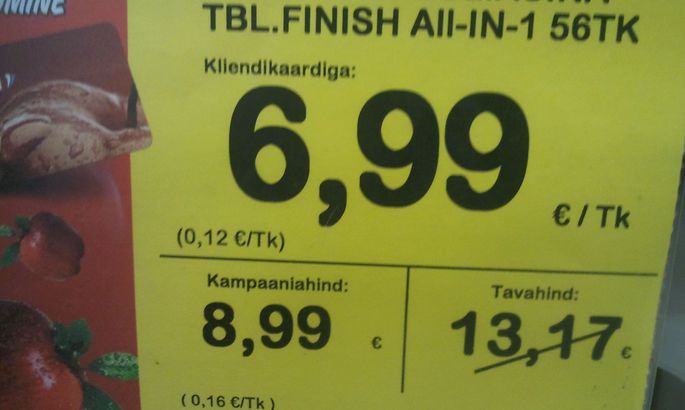 TBL.FINISH All-IN-1 56TK
Kliendikaardiga:
6,99 € / Tk
(0,12 €/Tk)
Kampaaniahind:
8,99 €
(0,16 €/Tk)
Tavahind:
13,17 €